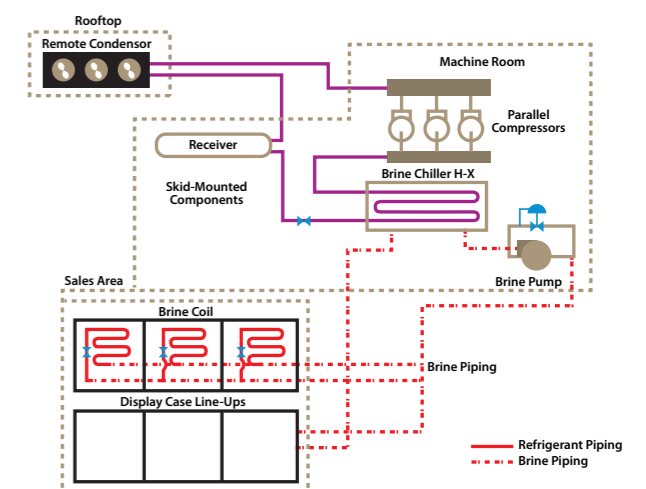 Rooftop
Remote Condensor
Machine Room
Parallel
Compressors
Receiver
Brine Chiller H-X
Skid-Mounted
Components
Sales Area
Brine Pump
Brine Coil
Brine Piping
Display Case Line-Ups
Refrigerant Piping
Brine Piping